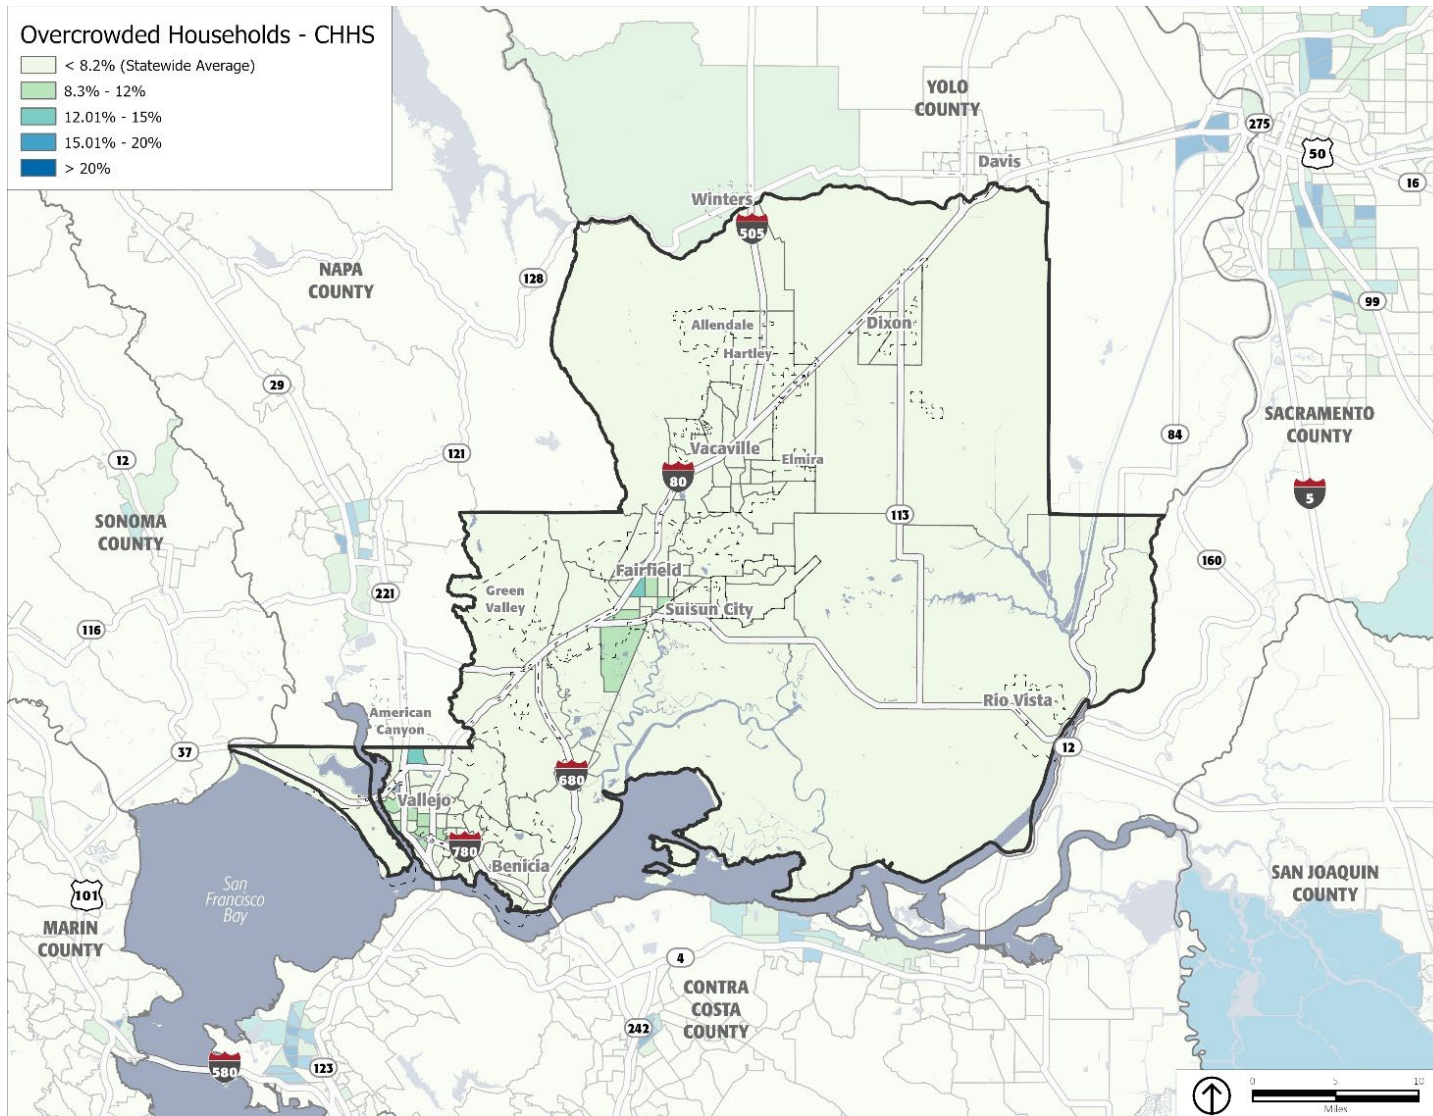 Overcrowded Households - CHHS
< 8.2% (Statewide Average)
8.3% - 12%
12.01% - 15%
15.01% - 20%
> 20%
YOLO
COUNTY
275
50
Davis
16
Winters
505
NAPA
COUNTY
128
99
Allendale
Dixon
Hartley
29
SACRAMENTO
COUNTY
84
12
121
Vacaville
Elmira
80
5
SONOMA
COUNTY
113
160
Fairfield
Green
Valley
221
Suisun City
116
Rio Vista
American
Canyon
37
12
680
Vallejo
780
Benicia
San
Francisco
Bay
101
MARIN
COUNTY
SAN JOAQUIN
COUNTY
4
CONTRA
COSTA
COUNTY
242
580
123
0 5 10
Miles